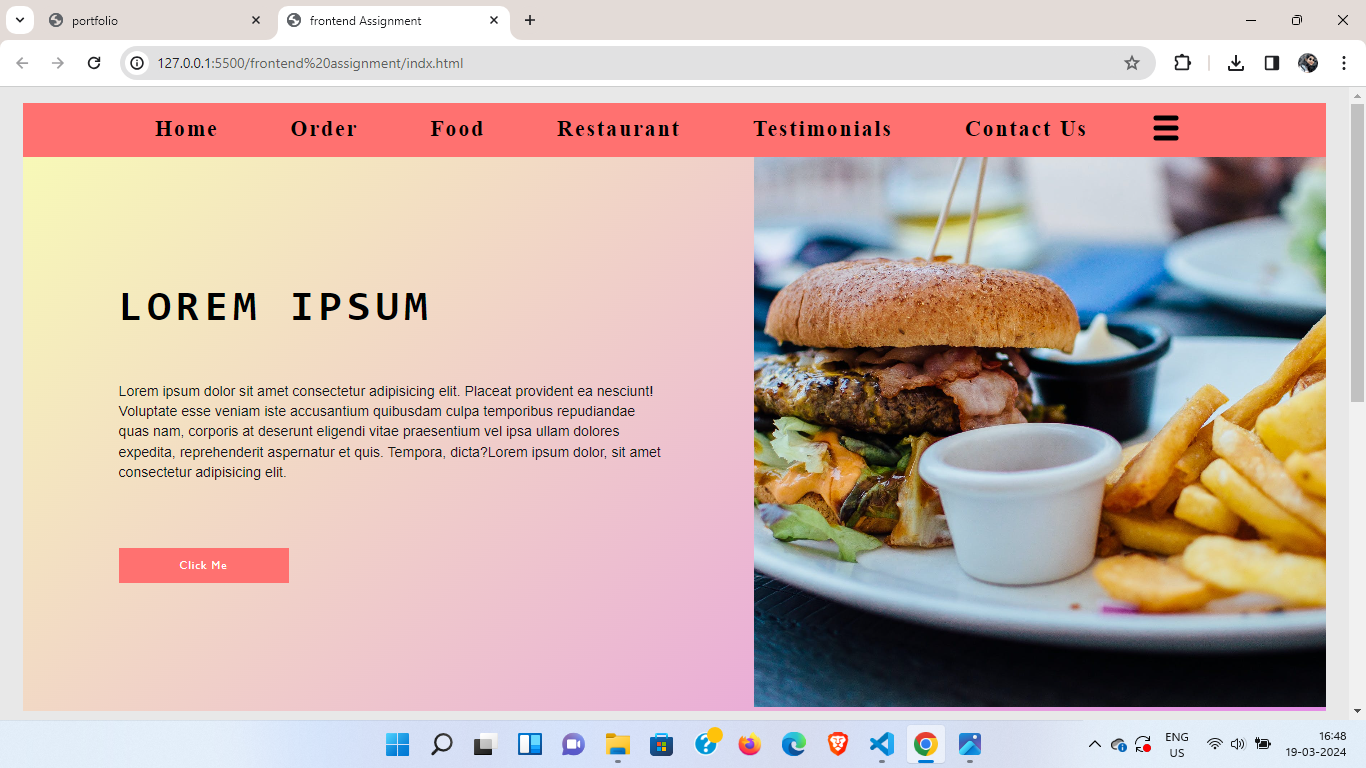 portfolio
frontend Assignment
127.0.0.1:5500/frontend%20assignment/indx.html
Home Order Food Restaurant Testimonials Contact Us
LOREM IPSUM
Lorem ipsum dolor sit amet consectetur adipisicing elit. Placeat provident ea nesciunt!
Voluptate esse veniam iste accusantium quibusdam culpa temporibus repudiandae
quas nam, corporis at deserunt eligendi vitae praesentium vel ipsa ullam dolores
expedita, reprehenderit aspernatur et quis. Tempora, dicta?Lorem ipsum dolor, sit amet
consectetur adipisicing elit.
Click Me
ENG
US
16:48
19-03-2024